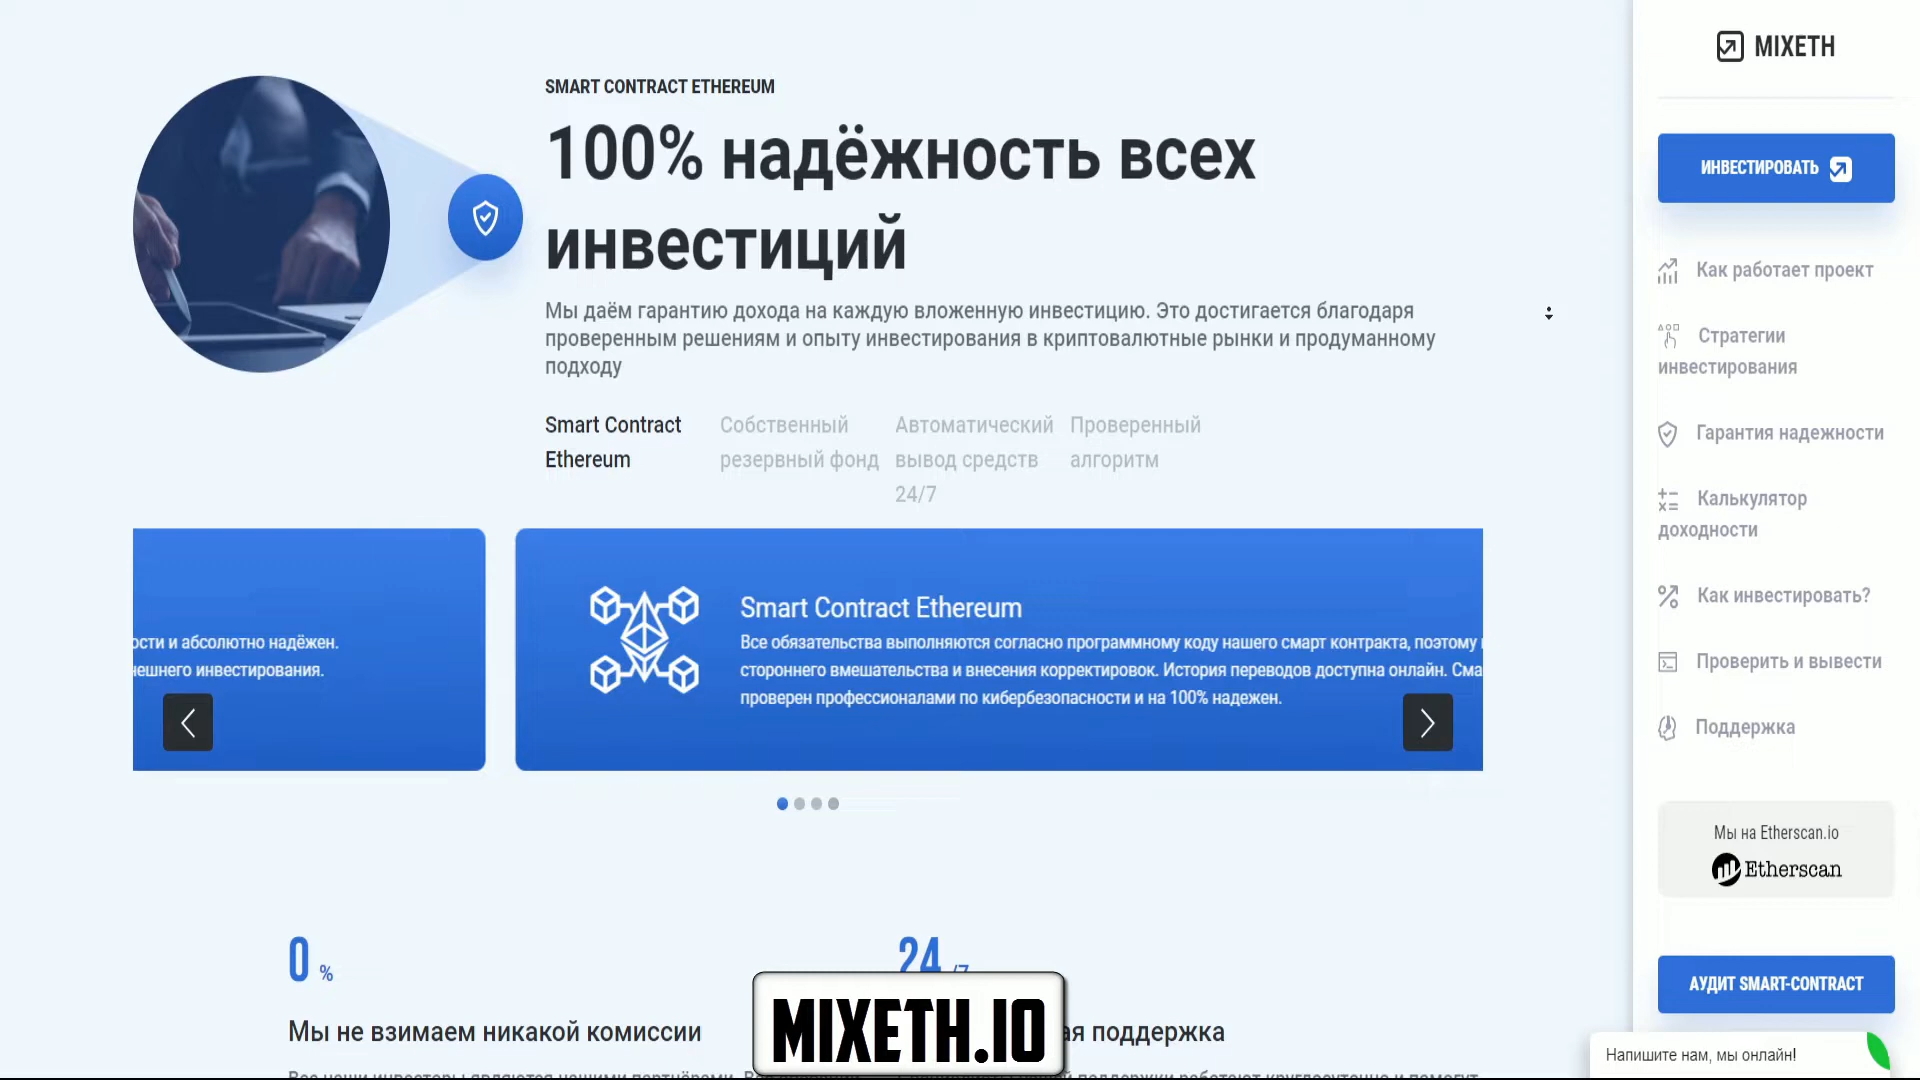 SMART CONTRACT ETHEREUM
100% надёжность всех
инвестиций
Мы даём гарантию дохода на каждую вложенную инвестицию. Это достигается благодаря
проверенным решениям и опыту инвестирования в криптовалютные рынки и продуманному
подходу
Smart Contract
Ethereum
Собственный
резервный фонд
Автоматический
вывод средств
24/7
Проверенный
алгоритм
и абсолютно надёжен.
инвестирования.
Smart Contract Ethereum
Все обязательства выполняются согласно программному коду нашего смарт контракта, поэтому
стороннего вмешательства и внесения корректировок. История переводов доступна онлайн.
проверен профессионалами по кибербезопасности и на 100% надежен.
0 %
Мы не взимаем никакой комиссии
24 /7
поддержка
MIXETH.IO
MIXETH
ИНВЕСТИРОВАТЬ
Как работает проект
Стратегии
инвестирования
Гарантия надежности
Калькулятор
доходности
Как инвестировать?
Проверить и вывести
Поддержка
Мы на Etherscan.io
Etherscan
АУДИТ SMART-CONTRACT
Напишите нам, мы онлайн!